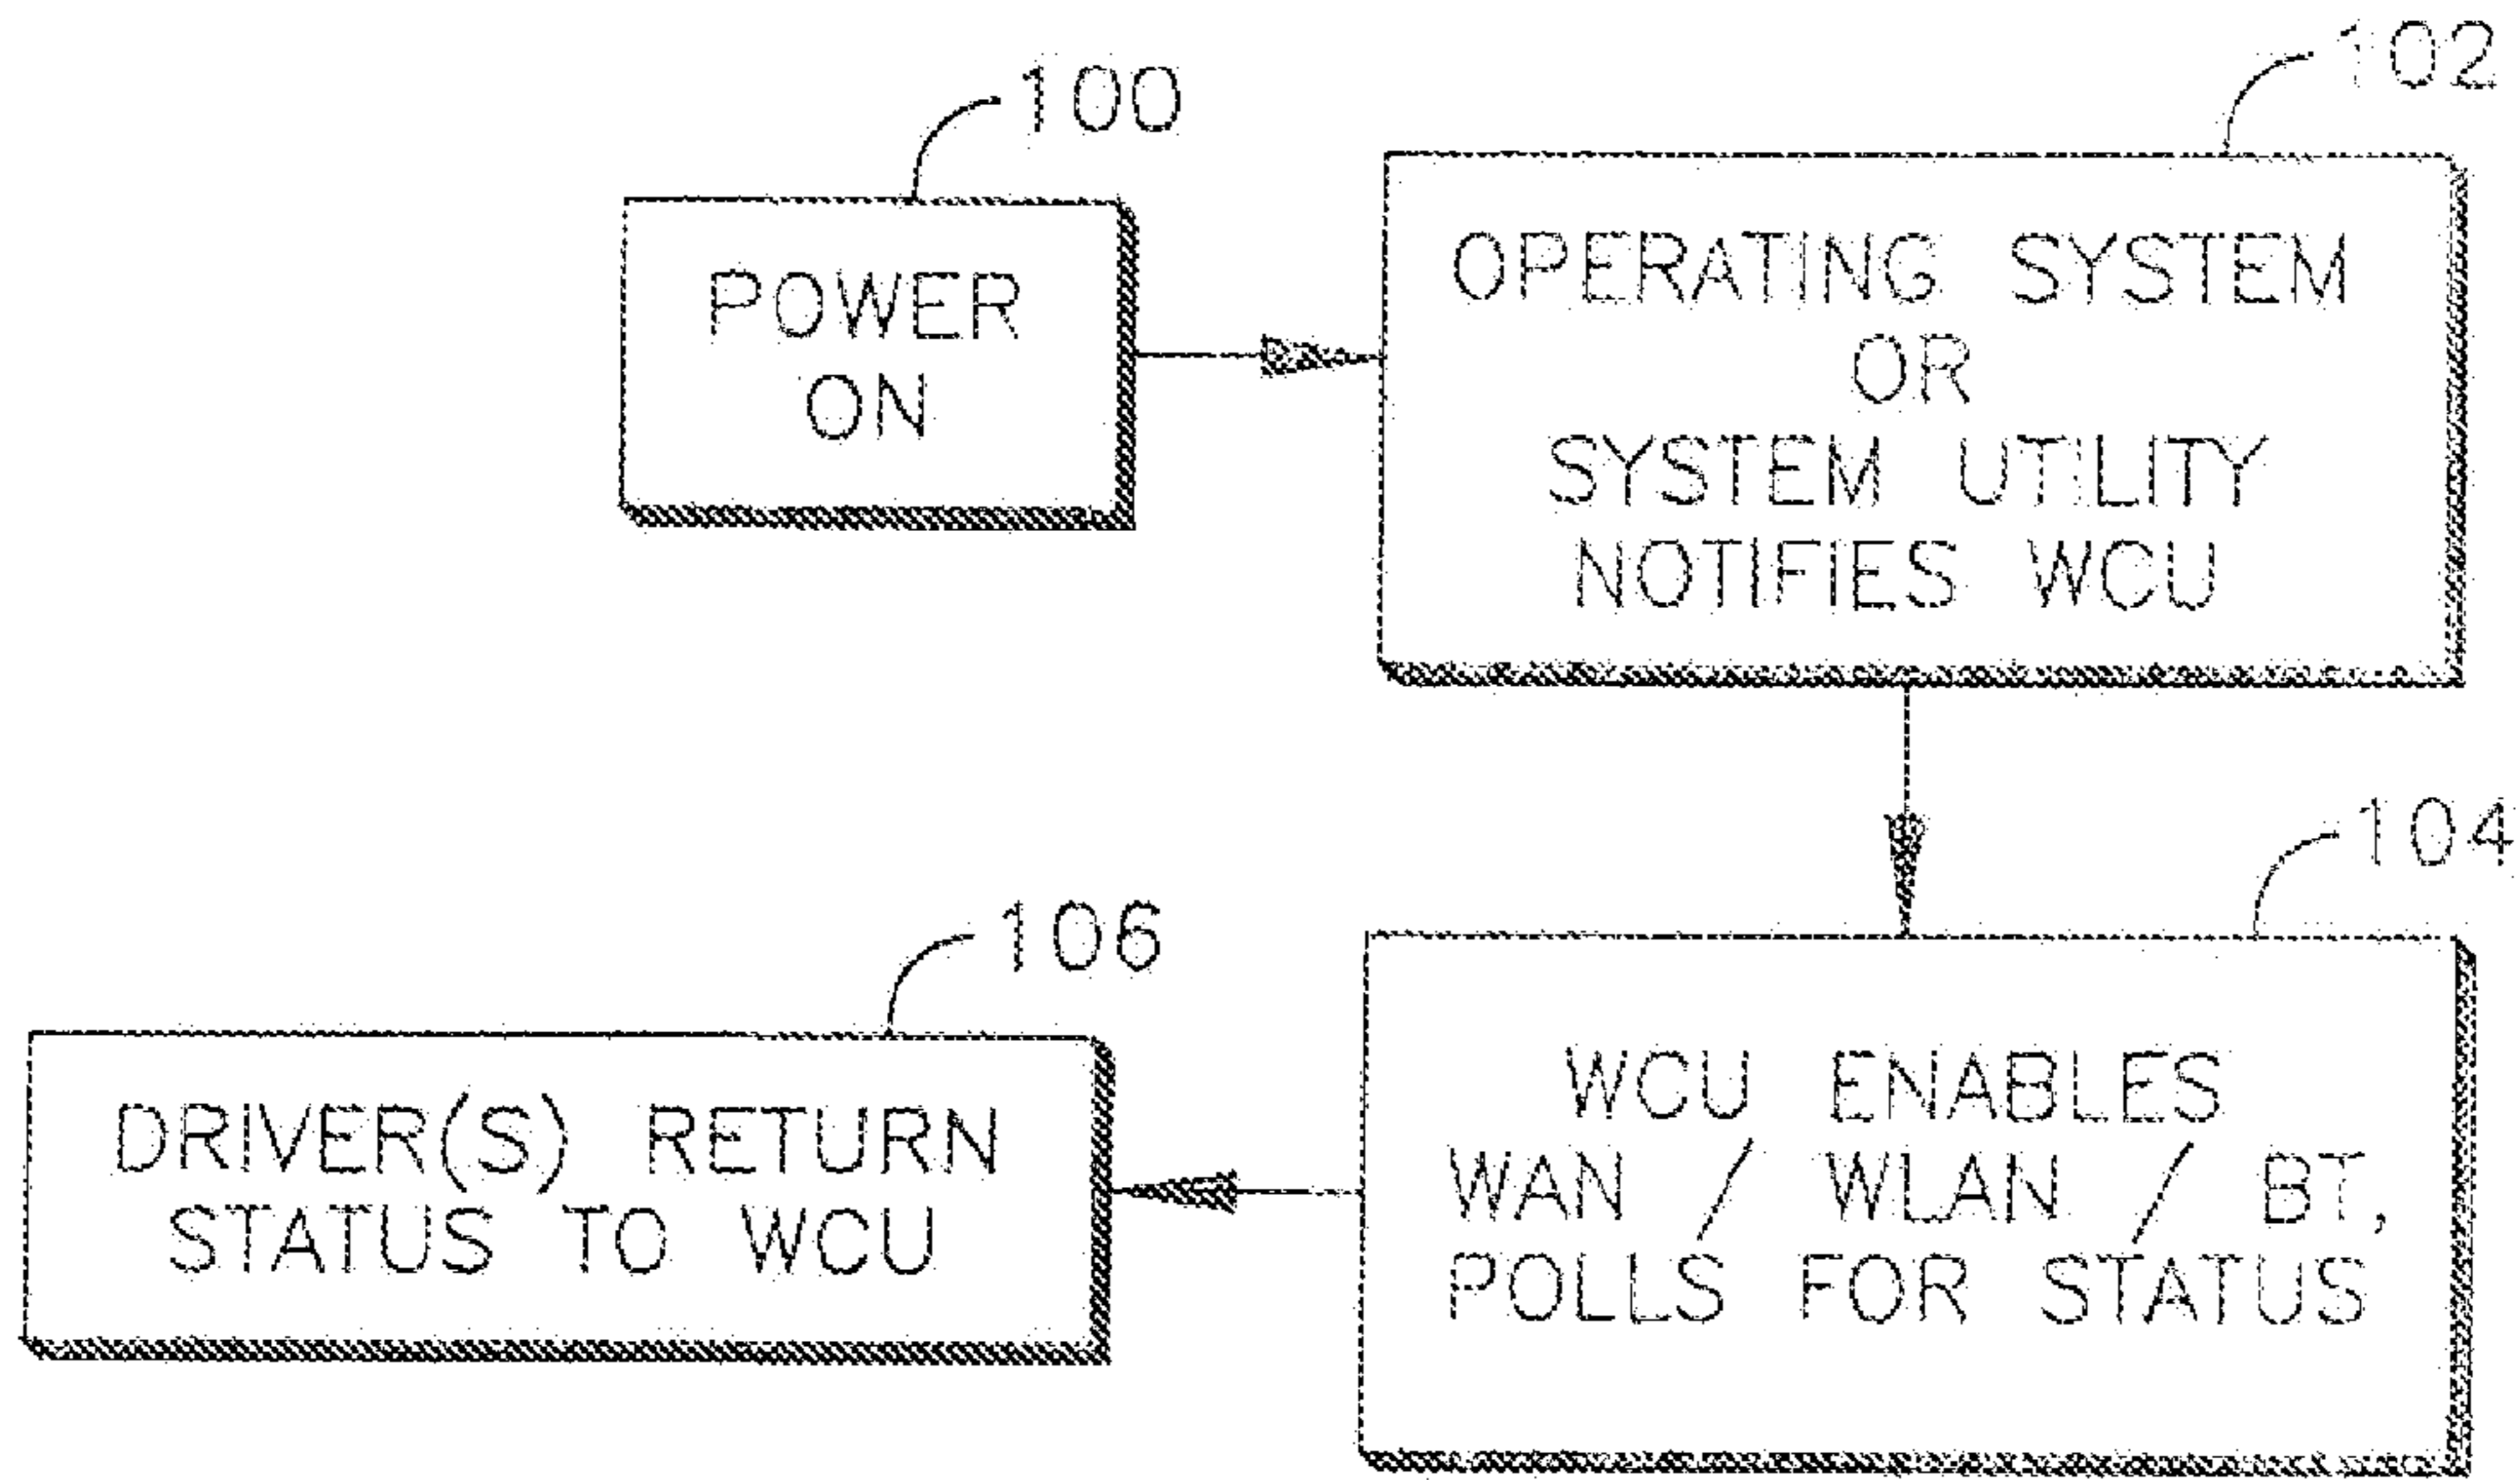 100
POWER
ON
102
OPERATING SYSTEM
OR
SYSTEM UTILITY
NOTIFIES WCU
104
WCU ENABLES
WAN / WLAN / BT,
POLLS FOR STATUS
106
DRIVER(S) RETURN
STATUS TO WCU